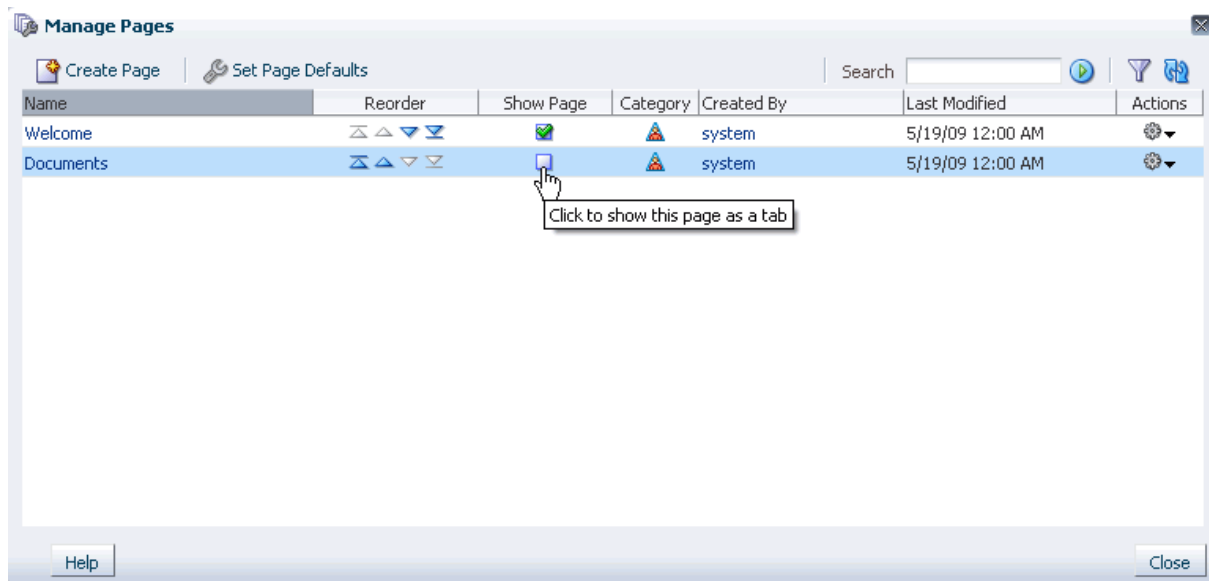 Manage Pages
Create Page Set Page Defaults Search
Name Reorder Show Page Category Created By Last Modified Actions
Welcome system 5/19/09 12:00 AM
Documents system 5/19/09 12:00 AM
Click to show this page as a tab
Help Close